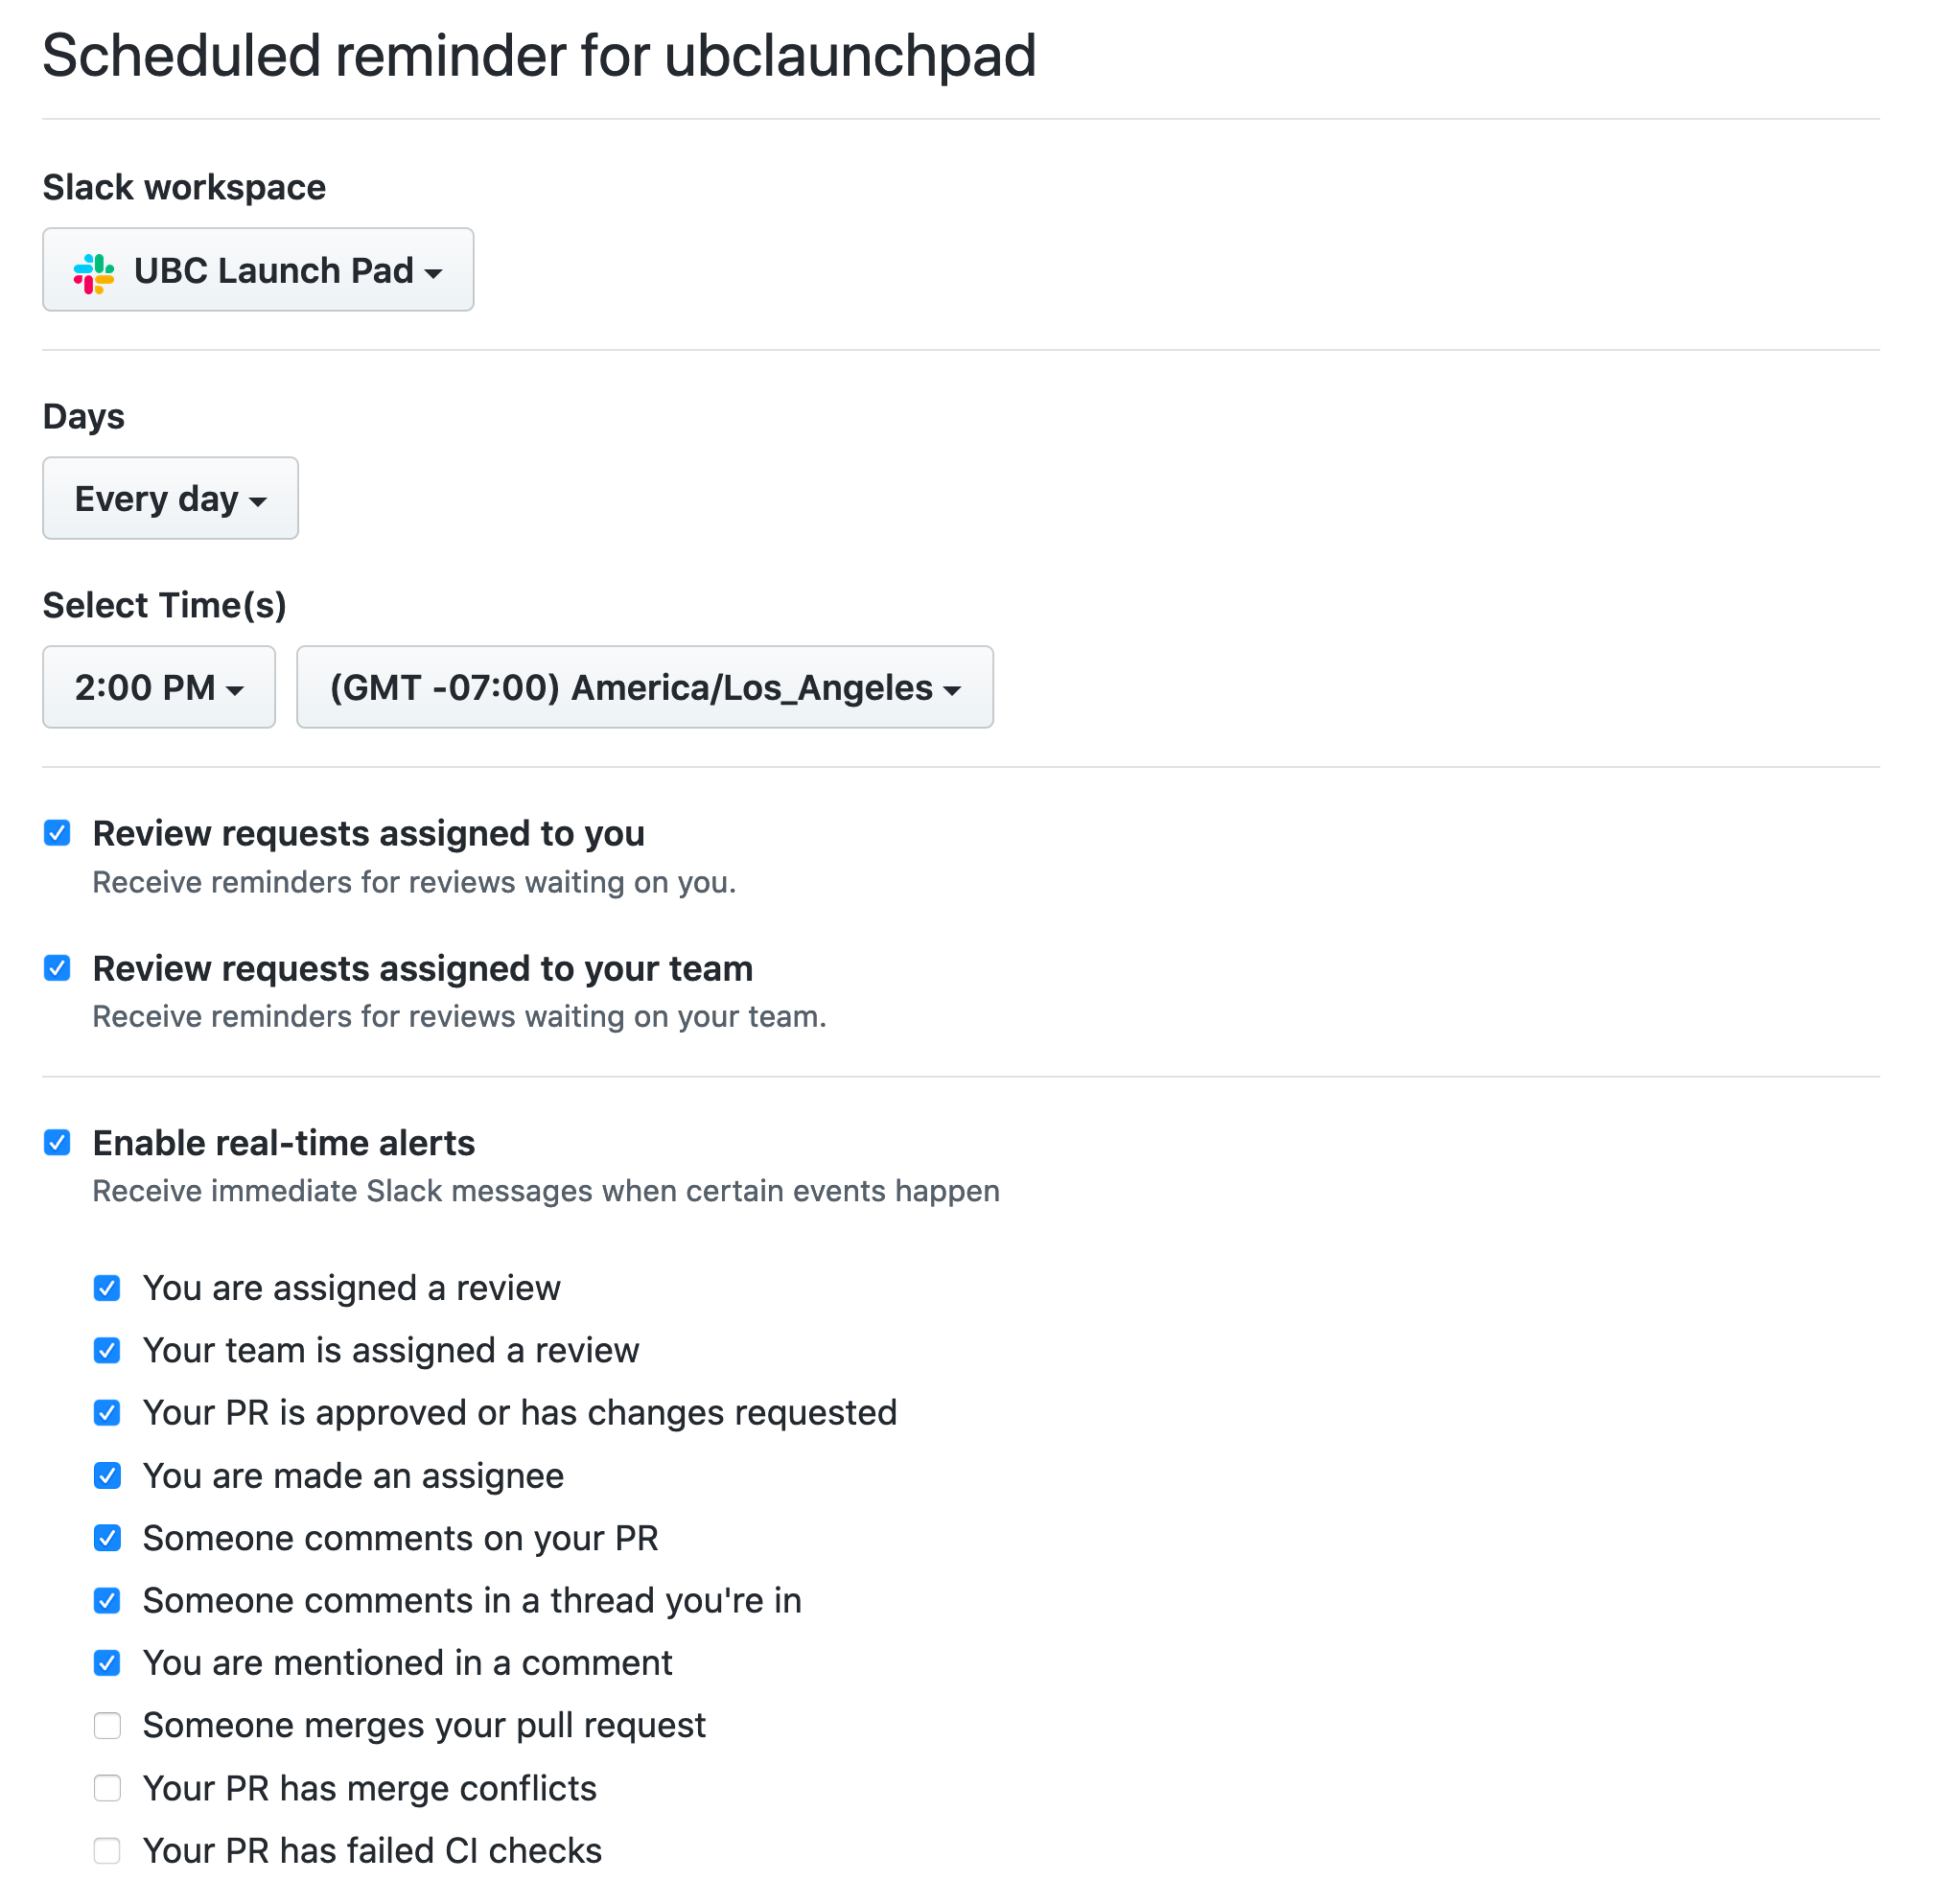 Scheduled reminder for ubclaunchpad
Slack workspace
UBC Launch Pad
Days
Every day
Select Time(s)
2:00 PM (GMT -07:00) America/Los_Angeles
Review requests assigned to you
Receive reminders for reviews waiting on you.
Review requests assigned to your team
Receive reminders for reviews waiting on your team.
Enable real-time alerts
Receive immediate Slack messages when certain events happen
You are assigned a review
Your team is assigned a review
Your PR is approved or has changes requested
You are made an assignee
Someone comments on your PR
Someone comments in a thread you're in
You are mentioned in a comment
Someone merges your pull request
Your PR has merge conflicts
Your PR has failed CI checks